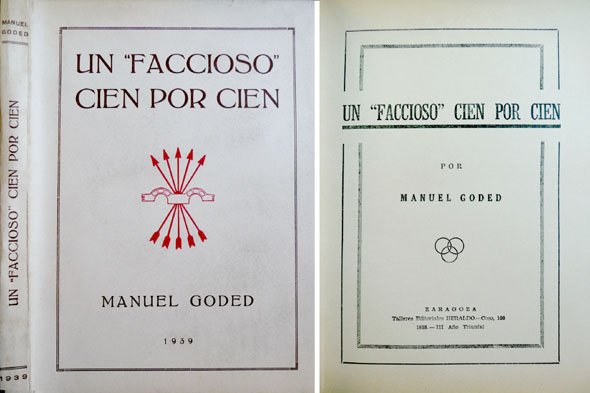 MANUEL
GODED
UN "FACCIOSO" CIEN POR CIEN
1939
UN "FACCIOSO"
CIEN POR CIEN
MANUEL GODED
1939
UN "FACCIOSO" CIEN POR CIEN
POR
MANUEL GODED
ZARAGOZA
Talleres Editoriales HERALDO.—Coso, 100
1938.—III Año Triunfal